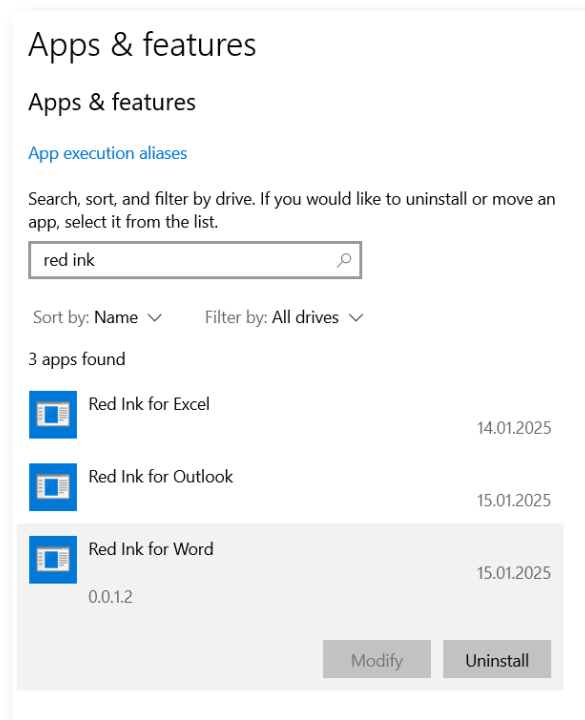 Apps & features
Apps & features
App execution aliases
Search, sort, and filter by drive. If you would like to uninstall or move an
app, select it from the list.
red ink
Sort by: Name Filter by: All drives
3 apps found
Red Ink for Excel
14.01.2025
Red Ink for Outlook
15.01.2025
Red Ink for Word
15.01.2025
0.0.1.2
Modify Uninstall